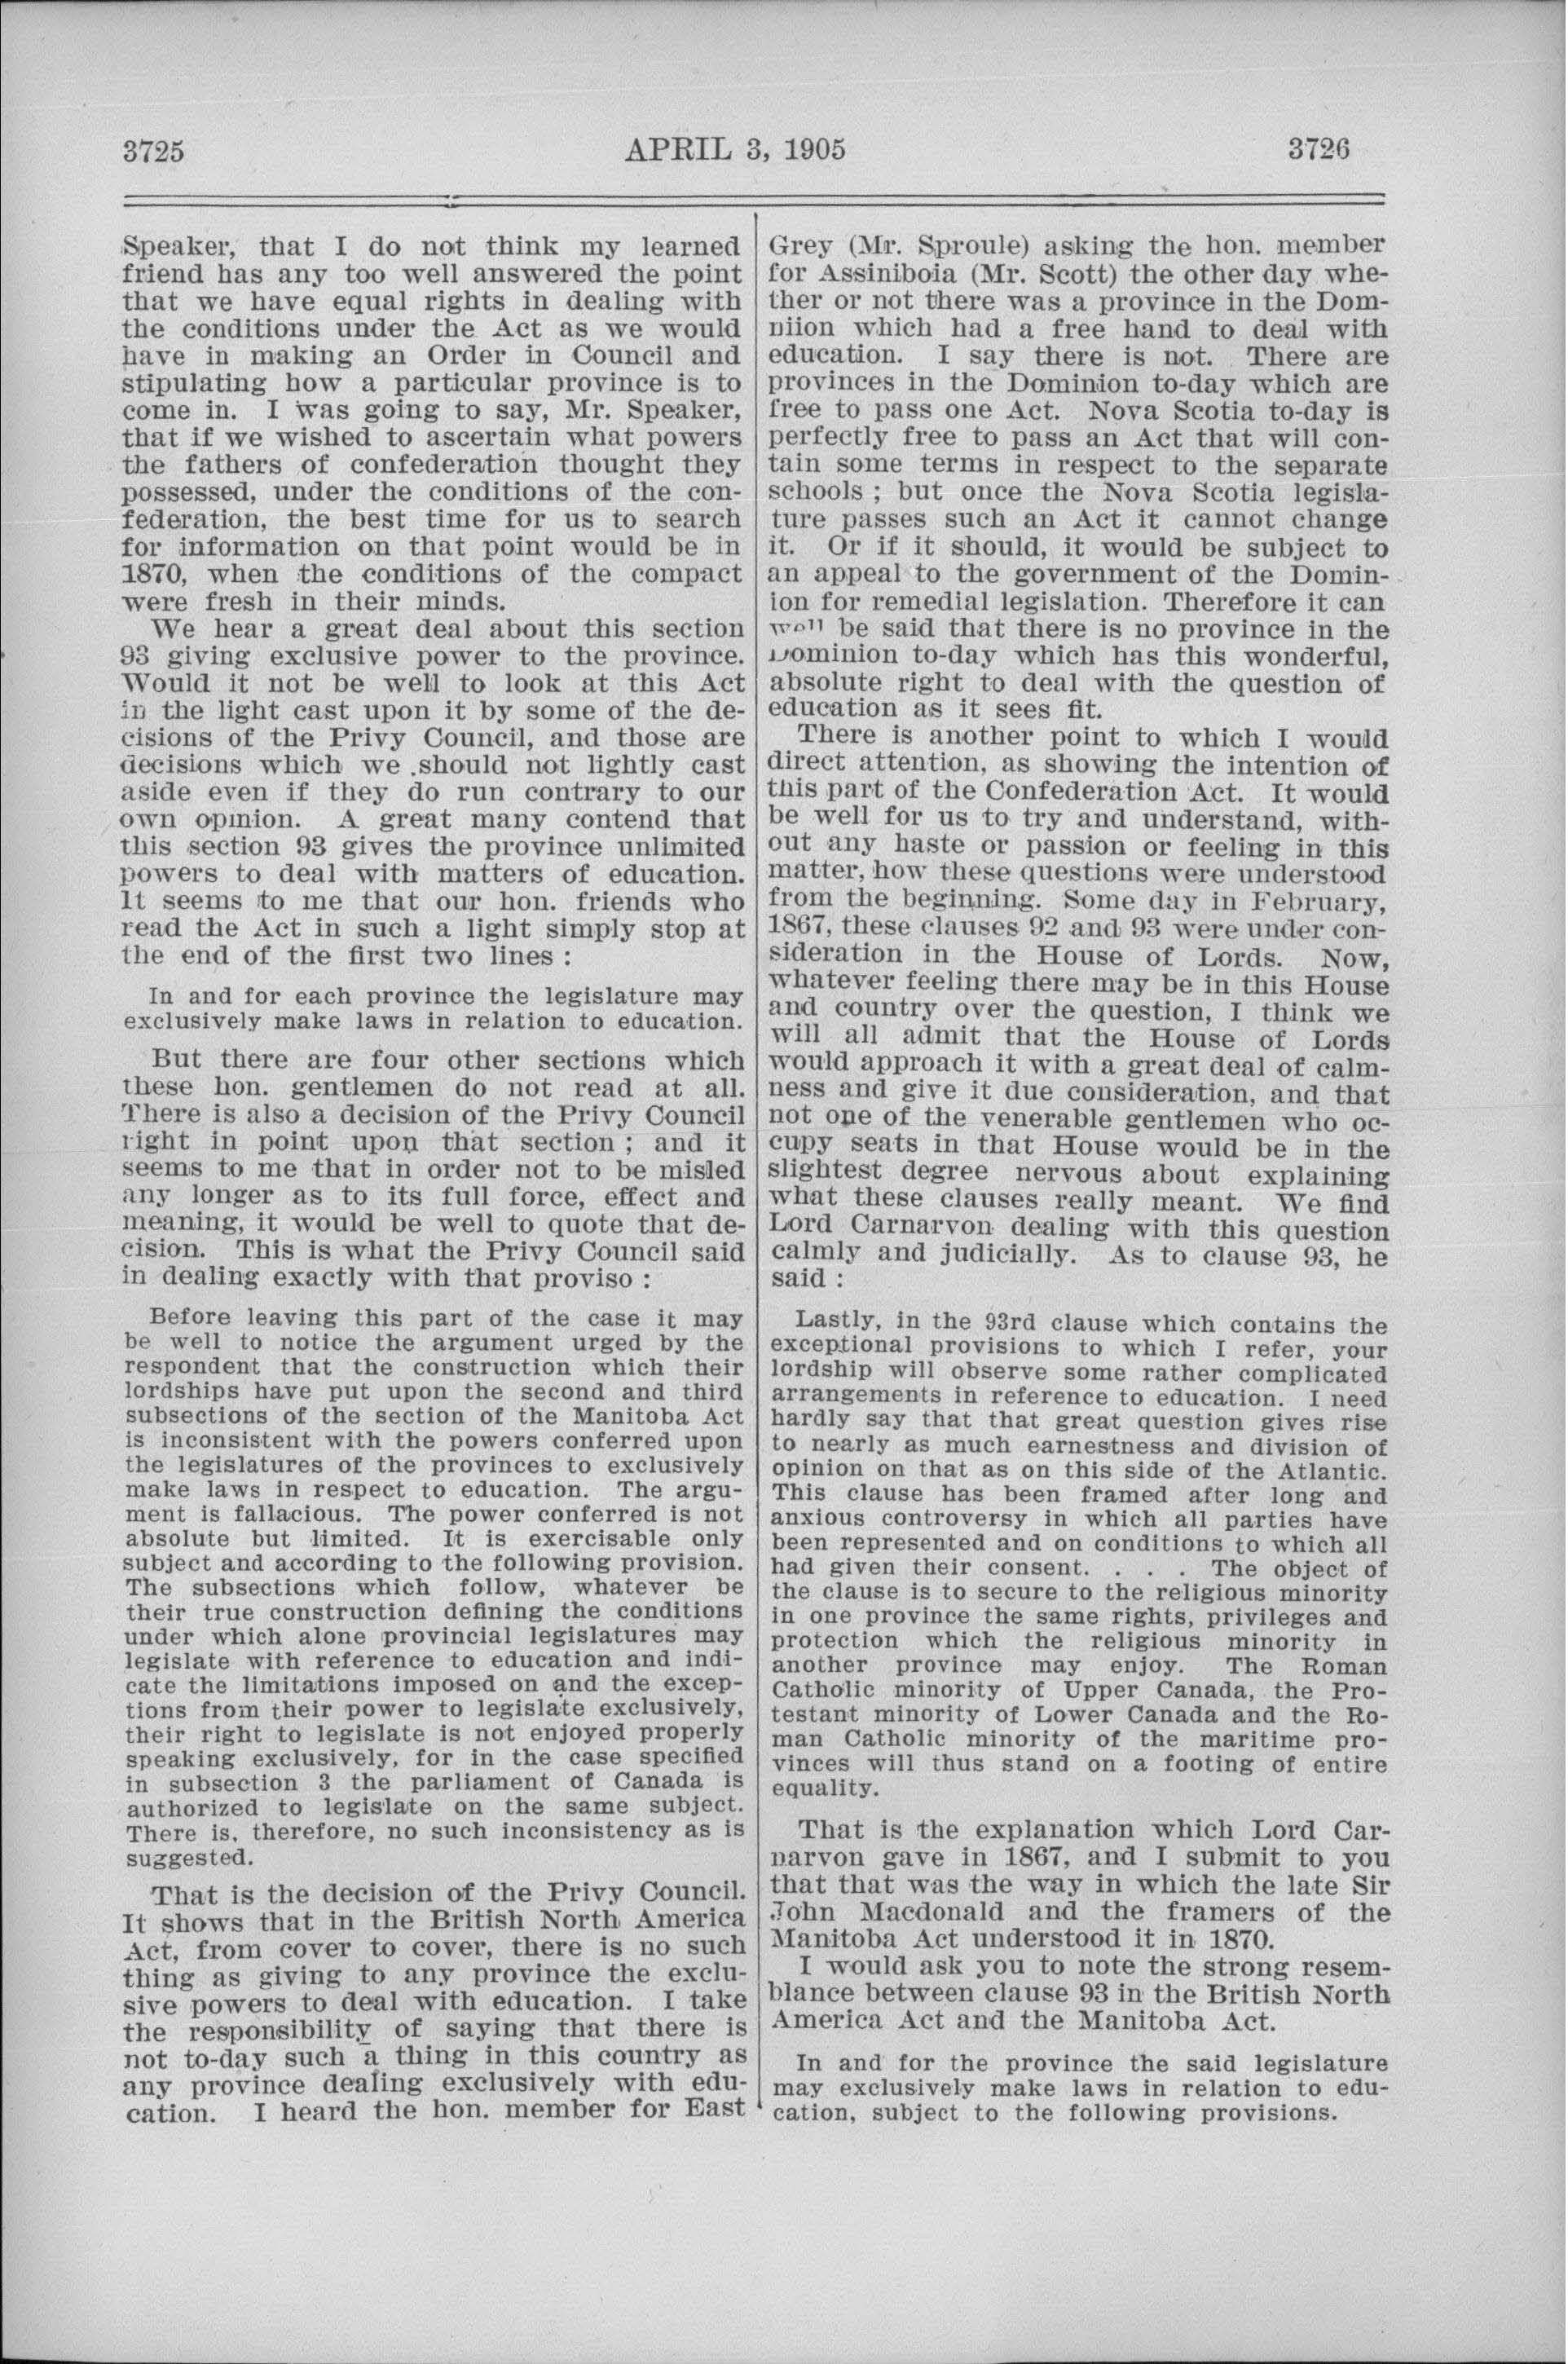 3725
APRIL 3, 1905
3726
Speaker, that I do not think my learned
friend has any too well answered the point
that we have equal rights in dealing with
the conditions under the Act as we would
have in making an Order in Council and
stipulating how a particular province is to
come in. I was going to say, Mr. Speaker,
that if we wished to ascertain what powers
the fathers of confederation thought they
possessed, under the conditions of the con-
federation, the best time for us to search
for information on that point would be in
1870, when the conditions of the compact
were fresh in their minds.
We hear a great deal about this section
93 giving exclusive power to the province.
Would it not be well to look at this Act
in the light cast upon it by some of the de-
cisions of the Privy Council, and those are
decisions which we .should not lightly cast
aside even if they do run contrary to our
own opinion. A great many contend that
this section 93 gives the province unlimited
powers to deal with matters of education.
It seems to me that our hon. friends who
read the Act in such a light simply stop at
the end of the first two lines :
In and for each province the legislature may
exclusively make laws in relation to education.
But there are four other sections which
these hon. gentlemen do not read at all.
There is also a decision of the Privy Council
right in point upon that section ; and it
seems to me that in order not to be misled
any longer as to its full force, effect and
meaning, it would be well to quote that de-
cision. This is what the Privy Council said
in dealing exactly with that proviso :
Before leaving this part of the case it may
be well to notice the argument urged by the
respondent that the construction which their
lordships have put upon the second and third
subsections of the section of the Manitoba Act
is inconsistent with the powers conferred upon
the legislatures of the provinces to exclusively
make laws in respect to education. The argu-
ment is fallacious. The power conferred is not
absolute but limited. It is exercisable only
subject and according to the following provision.
The subsections which follow, whatever be
their true construction defining the conditions
under which alone provincial legislatures may
legislate with reference to education and indi-
cate the limitations imposed on and the excep-
tions from their power to legislate exclusively,
their right to legislate is not enjoyed properly
speaking exclusively, for in the case specified
in subsection 3 the parliament of Canada is
authorized to legislate on the same subject.
There is, therefore, no such inconsistency as is
suggested.
That is the decision of the Privy Council.
It shows that in the British North America
Act, from cover to cover, there is no such
thing as giving to any province the exclu-
sive powers to deal with education. I take
the responsibility of saying that there is
not to-day such a thing in this country as
any province dealing exclusively with edu-
cation. I heard the hon. member for East
Grey (Mr. Sproule) asking the hon. member
for Assiniboia (Mr. Scott) the other day whe-
ther or not there was a province in the Dom-
niion which had a free hand to deal with
education. I say there is not. There are
provinces in the Dominion to-day which are
free to pass one Act. Nova Scotia to-day is
perfectly free to pass an Act that will con-
tain some terms in respect to the separate
schools ; but once the Nova Scotia legisla-
ture passes such an Act it cannot change
it. Or if it should, it would be subject to
an appeal to the government of the Domin-
ion for remedial legislation. Therefore it can
well be said that there is no province in the
Dominion to-day which has this wonderful,
absolute right to deal with the question of
education as it sees fit.
There is another point to which I would
direct attention, as showing the intention of
this part of the Confederation Act. It would
be well for us to try and understand, with-
out any haste or passion or feeling in this
matter, how these questions were understood
from the beginning. Some day in February,
1867, these clauses 92 and 93 were under con-
sideration in the House of Lords. Now,
whatever feeling there may be in this House
and country over the question, I think we
will all admit that the House of Lords
would approach it with a great deal of calm-
ness and give it due consideration, and that
not one of the venerable gentlemen who oc-
cupy seats in that House would be in the
slightest degree nervous about explaining
what these clauses really meant. We find
Lord Carnarvon dealing with this question
calmly and judicially. As to clause 93, he
said :
Lastly, in the 93rd clause which contains the
exceptional provisions to which I refer, your
lordship will observe some rather complicated
arrangements in reference to education. I need
hardly say that that great question gives rise
to nearly as much earnestness and division of
opinion on that as on this side of the Atlantic.
This clause has been framed after long and
anxious controversy in which all parties have
been represented and on conditions to which all
had given their consent. . . . The object of
the clause is to secure to the religious minority
in one province the same rights, privileges and
protection which the religious minority in
another province may enjoy. The Roman
Catholic minority of Upper Canada, the Pro-
testant minority of Lower Canada and the Ro-
man Catholic minority of the maritime pro-
vinces will thus stand on a footing of entire
equality.
That is the explanation which Lord Car-
narvon gave in 1867, and I submit to you
that that was the way in which the late Sir
John Macdonald and the framers of the
Manitoba Act understood it in 1870.
I would ask you to note the strong resem-
blance between clause 93 in the British North
America Act and the Manitoba Act.
In and for the province the said legislature
may exclusively make laws in relation to edu-
cation, subject to the following provisions.